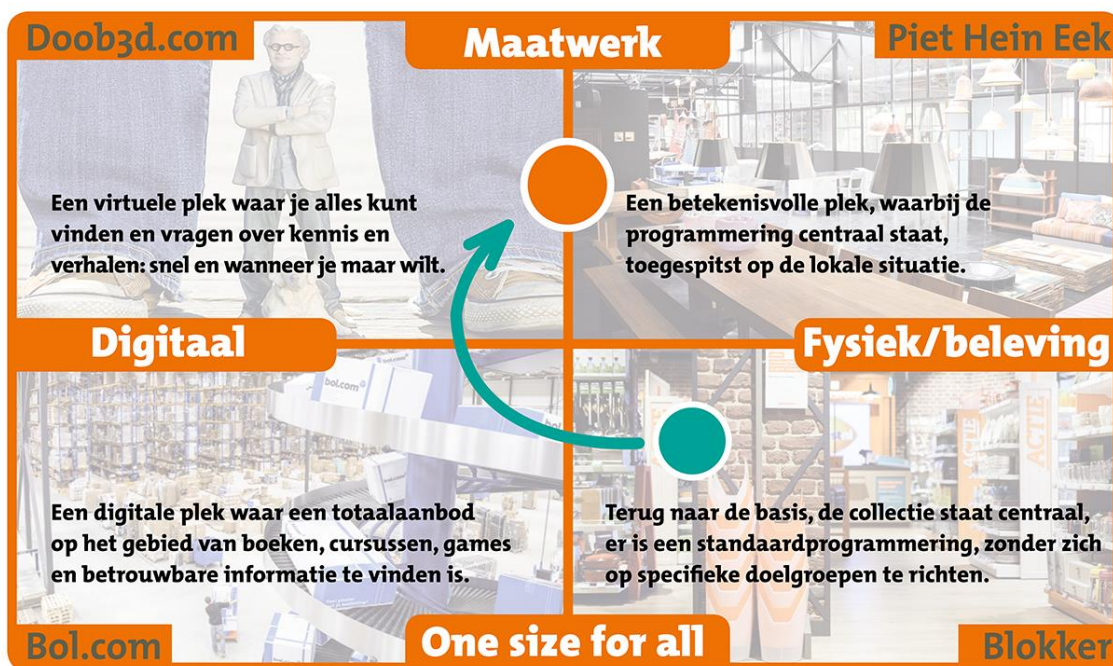 Doob3d.com
Maatwerk
Piet Hein Eek
Een virtuele plek waar je alles kunt
vinden en vragen over kennis en
verhalen: snel en wanneer je maar wilt.
Een betekenisvolle plek, waarbij de
programmering centraal staat,
toegespitst op de lokale situatie.
Digitaal
Fysiek/beleving
bol.com
ACTIE
ACTIE
Een digitale plek waar een totaalaanbod
op het gebied van boeken, cursussen, games
en betrouwbare informatie te vinden is.
Terug naar de basis, de collectie staat centraal,
er is een standaardprogrammering, zonder zich
op specifieke doelgroepen te richten.
Bol.com
One size for all
Blokker